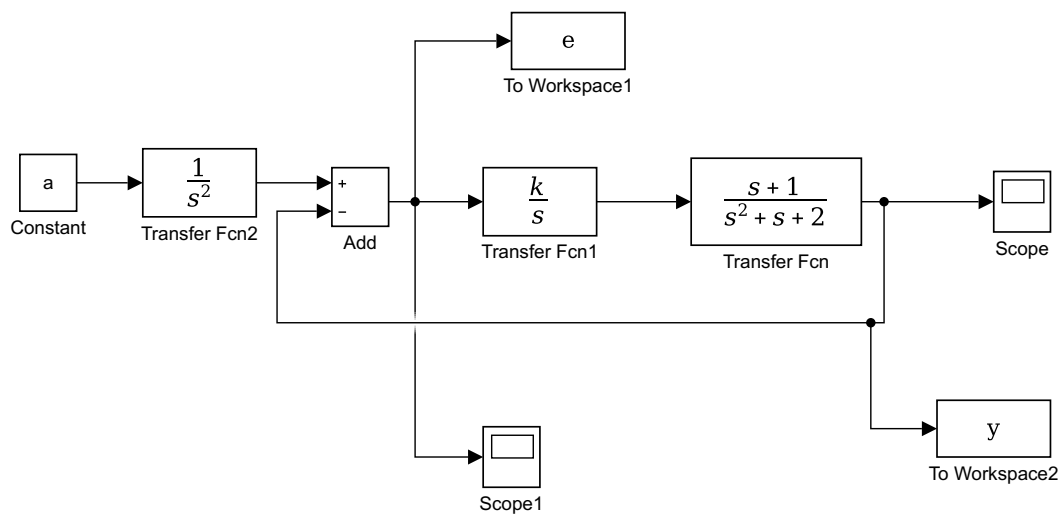 e
To Workspace1
a
Constant
1
s²
Transfer Fcn2
+
−
Add
k
s
Transfer Fcn1
s + 1
s² + s + 2
Transfer Fcn
Scope
y
To Workspace2
Scope1